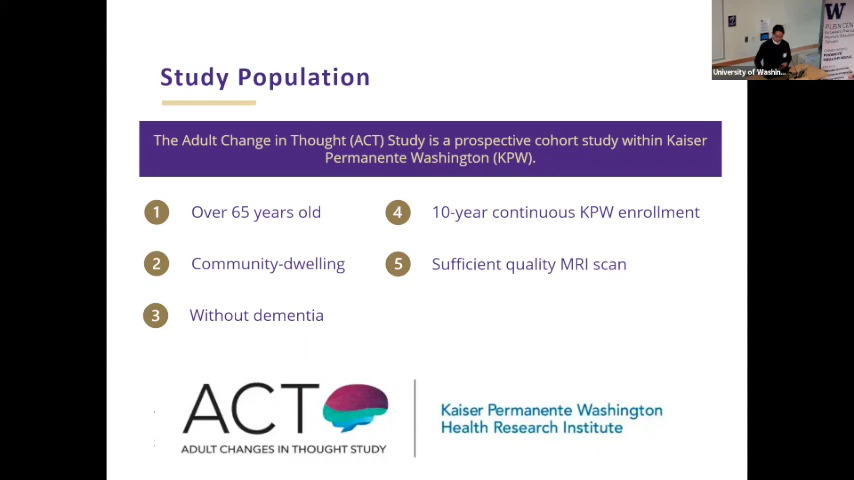 Study Population
The Adult Change in Thought (ACT) Study is a prospective cohort study within Kaiser
Permanente Washington (KPW).
1 Over 65 years old
2 Community-dwelling
3 Without dementia
4 10-year continuous KPW enrollment
5 Sufficient quality MRI scan
ACT
ADULT CHANGES IN THOUGHT STUDY
Kaiser Permanente Washington
Health Research Institute
W
University of Washin...